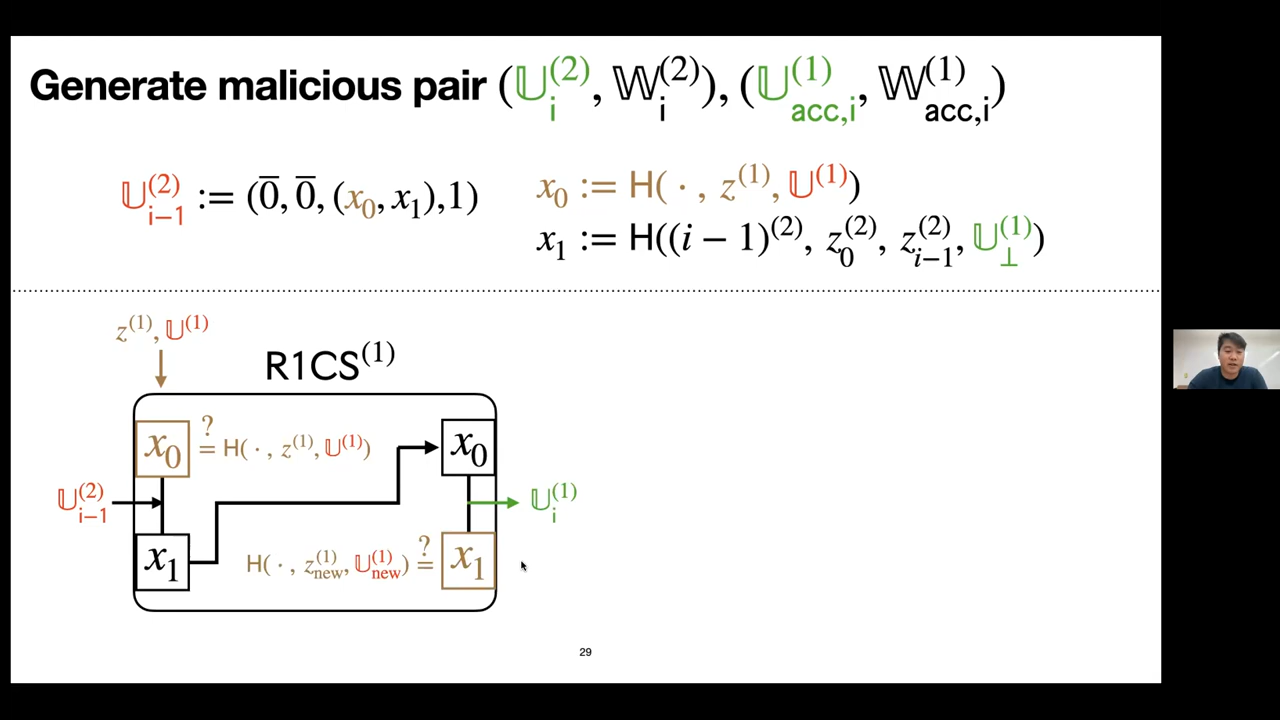 Generate malicious pair (𝕌_i^(2), 𝕎_i^(2)), (𝕌_acc,i^(1), 𝕎_acc,i^(1))
𝕌_i−1^(2) := (0̅, 0̅, (x_0, x_1), 1)
x_0 := H( · , z^(1), 𝕌^(1))
x_1 := H((i − 1)^(2), z_0^(2), z_i−1^(2), 𝕌_⊥^(1))
z^(1), 𝕌^(1)
R1CS^(1)
x_0 ≟ H( · , z^(1), 𝕌^(1))
x_0
𝕌_i−1^(2)
𝕌_i^(1)
x_1
H( · , z_new^(1), 𝕌_new^(1)) ≟ x_1
29